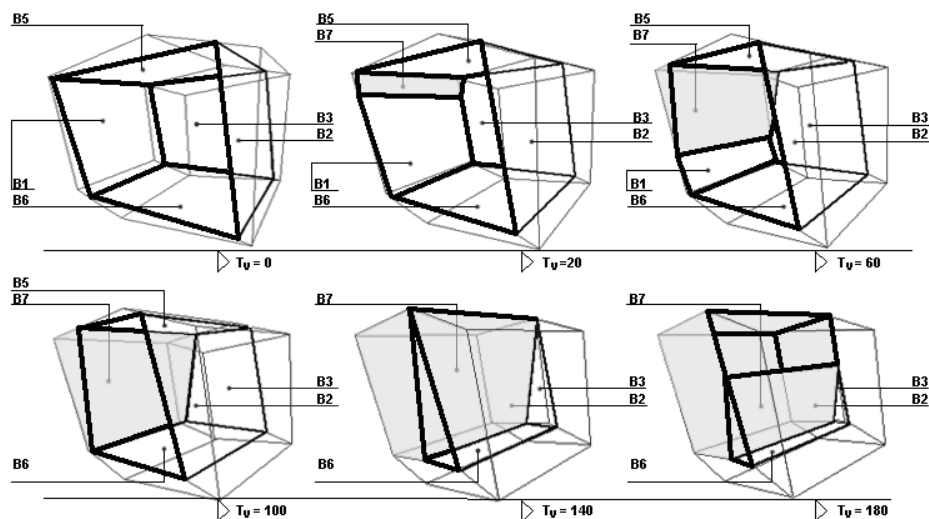 B5
B3
B2
B1
B6
Tv = 0
B5
B7
B3
B2
B1
B6
Tv =20
B5
B7
B3
B2
B1
B6
Tv = 60
B5
B7
B3
B2
B6
Tv = 100
B7
B3
B2
B6
Tv = 140
B7
B3
B2
B6
Tv = 180